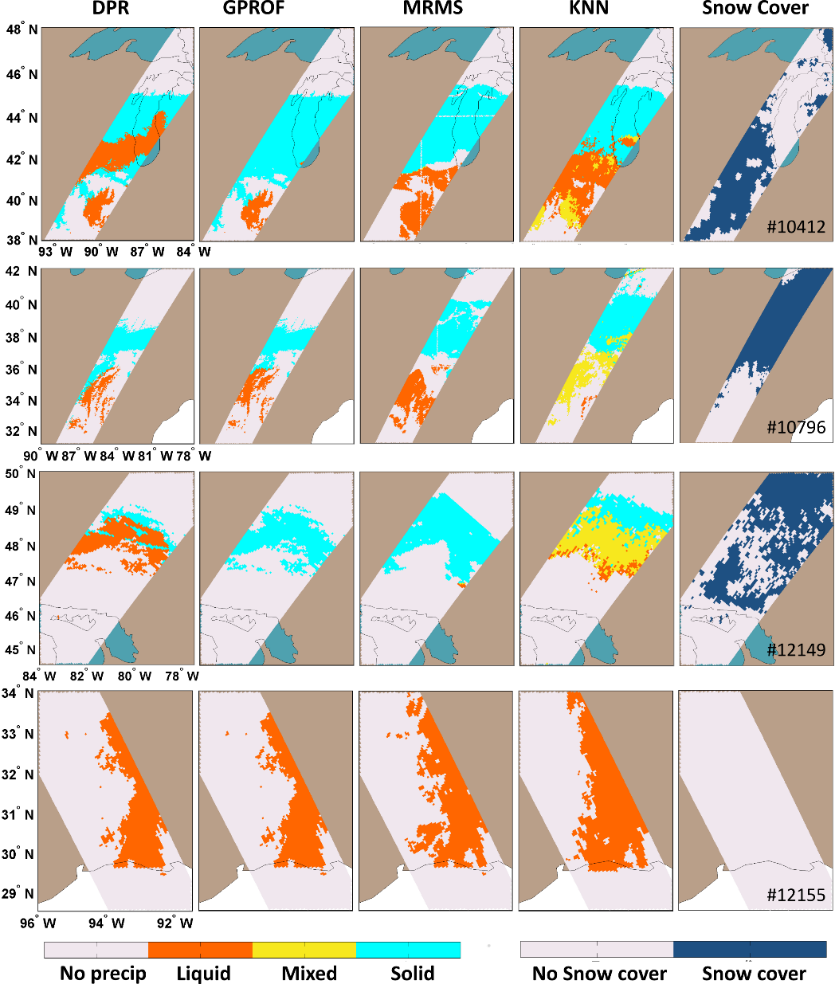 DPR GPROF MRMS KNN Snow Cover
48° N
46° N
44° N
42° N
40° N
38° N
93° W 90° W 87° W 84° W
#10412
42 N
40° N
38° N
36° N
34° N
32° N
90° W 87° W 84° W 81° W 78° W
#10796
50° N
49° N
48° N
47° N
46° N
45° N
84° W 82° W 80° W 78° W
#12149
34° N
33° N
32° N
31° N
30° N
29° N
96° W 94° W 92° W
#12155
No precip Liquid Mixed Solid No Snow cover Snow cover